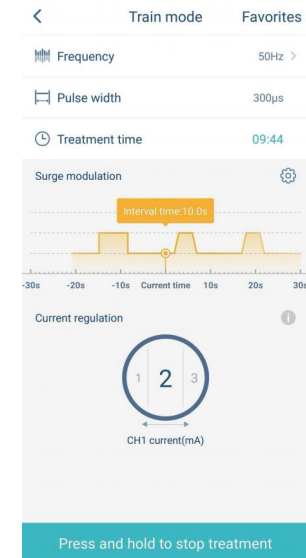 Train mode Favorites
Frequency 50Hz
Pulse width 300μs
Treatment time 09:44
Surge modulation
Interval time:10.0s
-30s -20s -10s Current time 10s 20s 30s
Current regulation
1 2 3
CH1 current(mA)
Press and hold to stop treatment